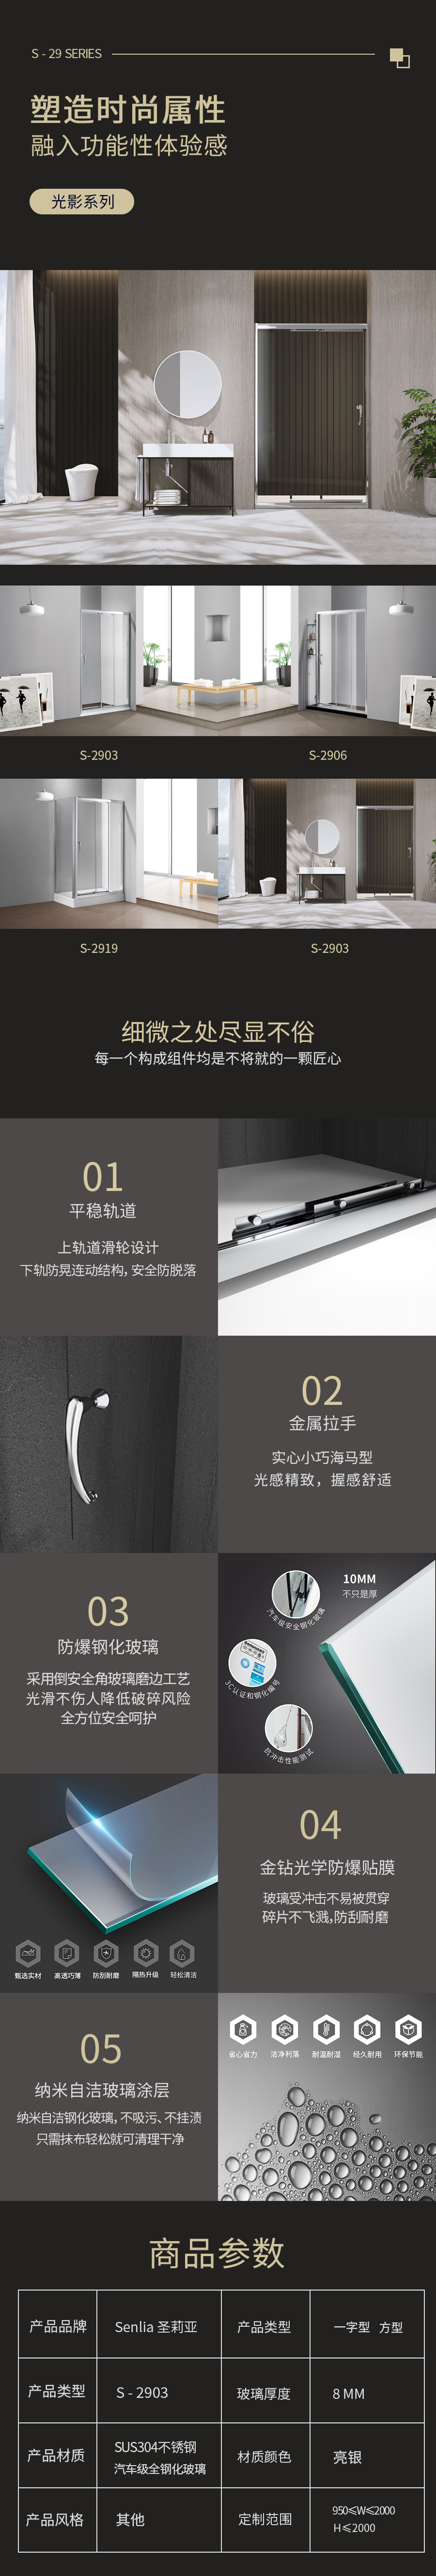 S - 29 SERIES
塑造时尚属性
融入功能性体验感
光影系列
S-2903
S-2906
S-2919
S-2903
细微之处尽显不俗
每一个构成组件均是不将就的一颗匠心
01
平稳轨道
上轨道滑轮设计
下轨防晃连动结构，安全防脱落
02
金属拉手
实心小巧海马型
光感精致，握感舒适
03
防爆钢化玻璃
采用倒安全角玻璃磨边工艺
光滑不伤人降低破碎风险
全方位安全呵护
10MM
不只是厚
汽车级安全钢化玻璃
3C认证和钢化编号
抗冲击性能测试
04
金钻光学防爆贴膜
玻璃受冲击不易被贯穿
碎片不飞溅，防刮耐磨
甄选实材
高透巧薄
防刮耐磨
隔热升级
轻松清洁
05
纳米自洁玻璃涂层
纳米自洁钢化玻璃，不吸污、不挂渍
只需抹布轻松就可清理干净
省心省力
洁净利落
耐温耐湿
经久耐用
环保节能
商品参数
产品品牌
Senlia 圣莉亚
产品类型
一字型 方型
产品类型
S - 2903
玻璃厚度
8 MM
产品材质
SUS304不锈钢
汽车级全钢化玻璃
材质颜色
亮银
产品风格
其他
定制范围
950≤W≤2000
H≤2000